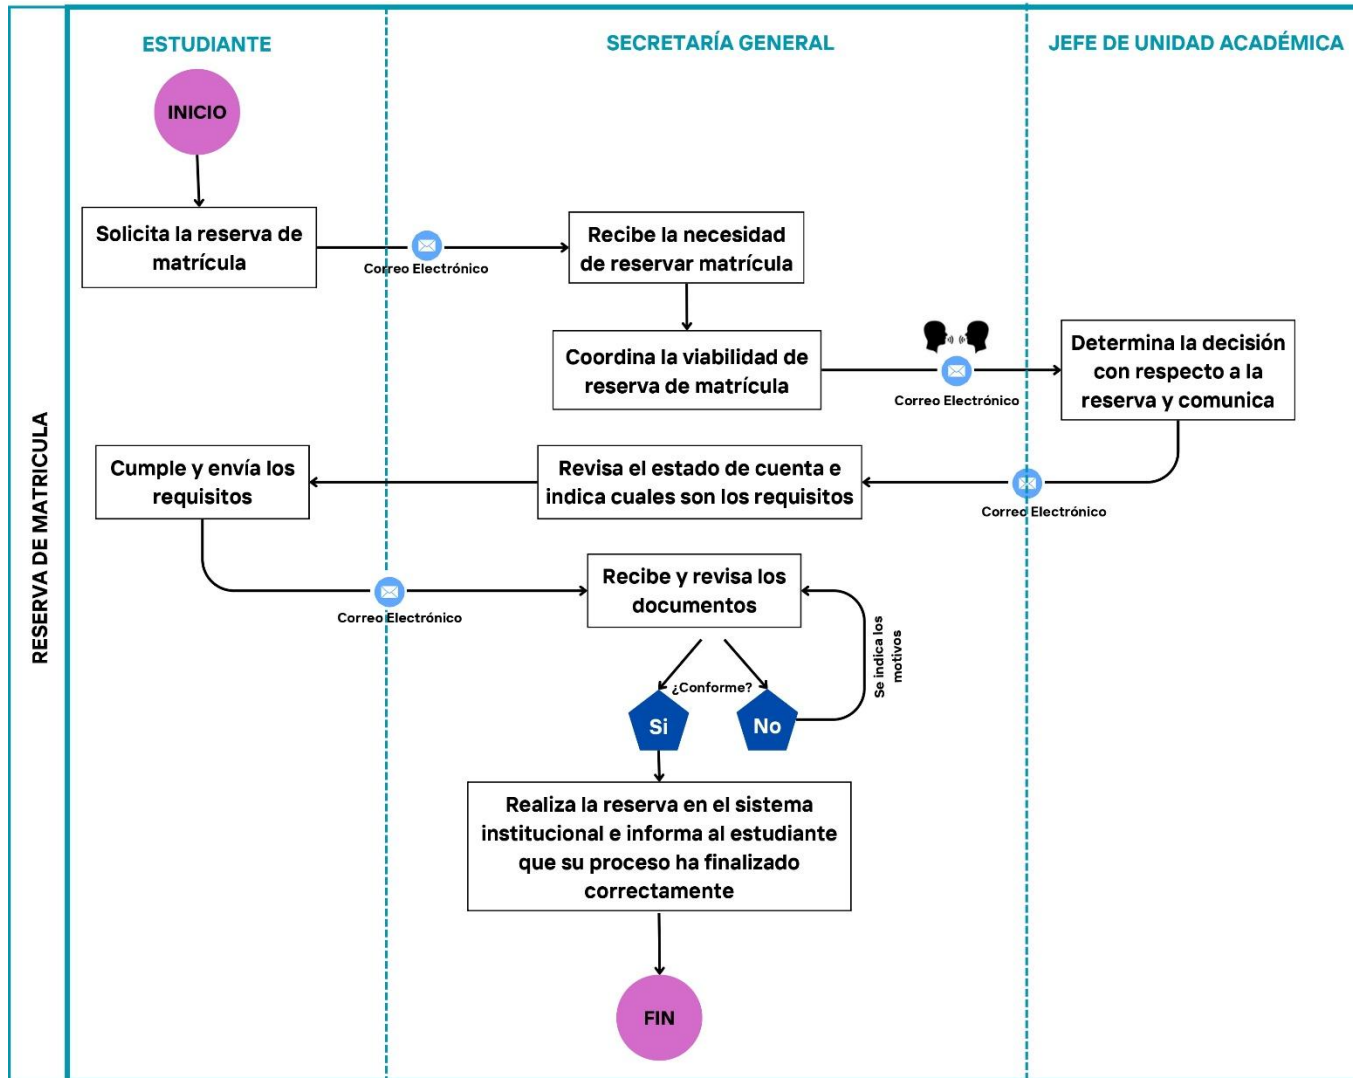 ESTUDIANTE
SECRETARÍA GENERAL
JEFE DE UNIDAD ACADÉMICA
RESERVA DE MATRICULA
INICIO
Solicita la reserva de
matrícula
Correo Electrónico
Recibe la necesidad
de reservar matrícula
Coordina la viabilidad de
reserva de matrícula
Correo Electrónico
Determina la decisión
con respecto a la
reserva y comunica
Correo Electrónico
Revisa el estado de cuenta e
indica cuales son los requisitos
Cumple y envía los
requisitos
Correo Electrónico
Recibe y revisa los
documentos
¿Conforme?
Si
No
Se indica los
motivos
Realiza la reserva en el sistema
institucional e informa al estudiante
que su proceso ha finalizado
correctamente
FIN